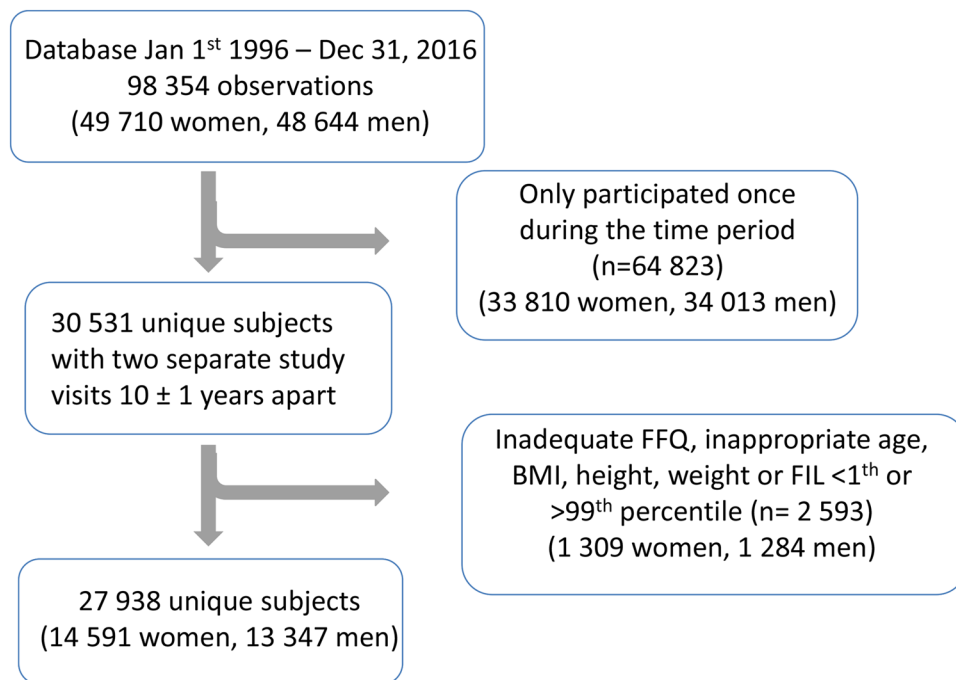 Database Jan 1st 1996 – Dec 31, 2016
98 354 observations
(49 710 women, 48 644 men)
Only participated once
during the time period
(n=64 823)
(33 810 women, 34 013 men)
30 531 unique subjects
with two separate study
visits 10 ± 1 years apart
Inadequate FFQ, inappropriate age,
BMI, height, weight or FIL <1th or
>99th percentile (n= 2 593)
(1 309 women, 1 284 men)
27 938 unique subjects
(14 591 women, 13 347 men)